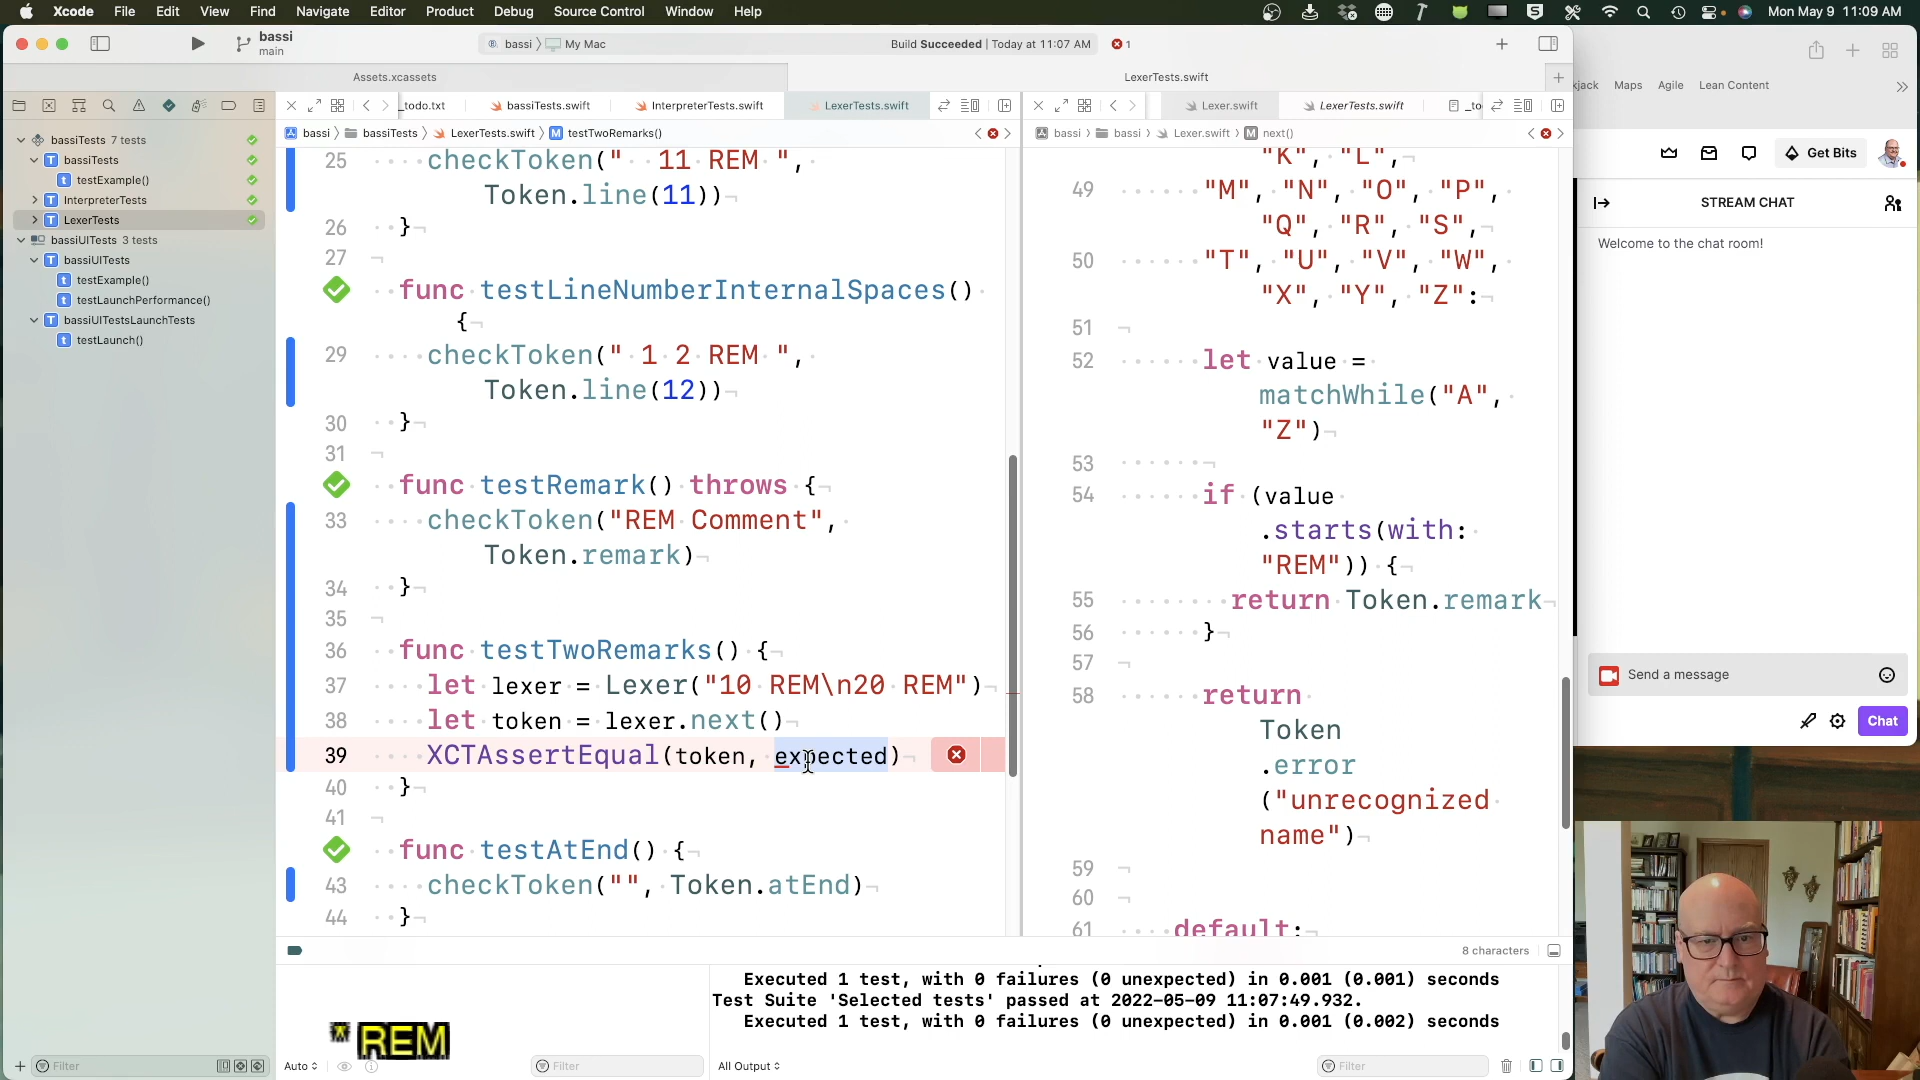 Xcode File Edit View Find Navigate Editor Product Debug Source Control Window Help
Mon May 9 11:09 AM
bassi
main
bassi My Mac
Build Succeeded | Today at 11:07 AM
1
Assets.xcassets
LexerTests.swift
_todo.txt
bassiTests.swift
InterpreterTests.swift
LexerTests.swift
Lexer.swift
LexerTests.swift
_to
bassi bassiTests LexerTests.swift testTwoRemarks()
bassi bassi Lexer.swift next()
bassiTests 7 tests
bassiTests
testExample()
InterpreterTests
LexerTests
bassiUITests 3 tests
bassiUITests
testExample()
testLaunchPerformance()
bassiUITestsLaunchTests
testLaunch()
25 checkToken("  11 REM ",
Token.line(11))
26 }
27
func testLineNumberInternalSpaces()
{
29 checkToken(" 1 2 REM ",
Token.line(12))
30 }
31
func testRemark() throws {
33 checkToken("REM Comment",
Token.remark)
34 }
35
36 func testTwoRemarks() {
37 let lexer = Lexer("10 REM\n20 REM")
38 let token = lexer.next()
39 XCTAssertEqual(token, expected)
40 }
41
func testAtEnd() {
43 checkToken("", Token.atEnd)
44 }
"K", "L",
49 "M", "N", "O", "P",
"Q", "R", "S",
50 "T", "U", "V", "W",
"X", "Y", "Z":
51
52 let value =
matchWhile("A",
"Z")
53
54 if (value
.starts(with:
"REM")) {
55 return Token.remark
56 }
57
58 return
Token
.error
("unrecognized
name")
59
60
61 default:
8 characters
Executed 1 test, with 0 failures (0 unexpected) in 0.001 (0.001) seconds
Test Suite 'Selected tests' passed at 2022-05-09 11:07:49.932.
Executed 1 test, with 0 failures (0 unexpected) in 0.001 (0.002) seconds
* REM
Filter
Auto
Filter
All Output
Filter
kjack Maps Agile Lean Content
Get Bits
STREAM CHAT
Welcome to the chat room!
Send a message
Chat